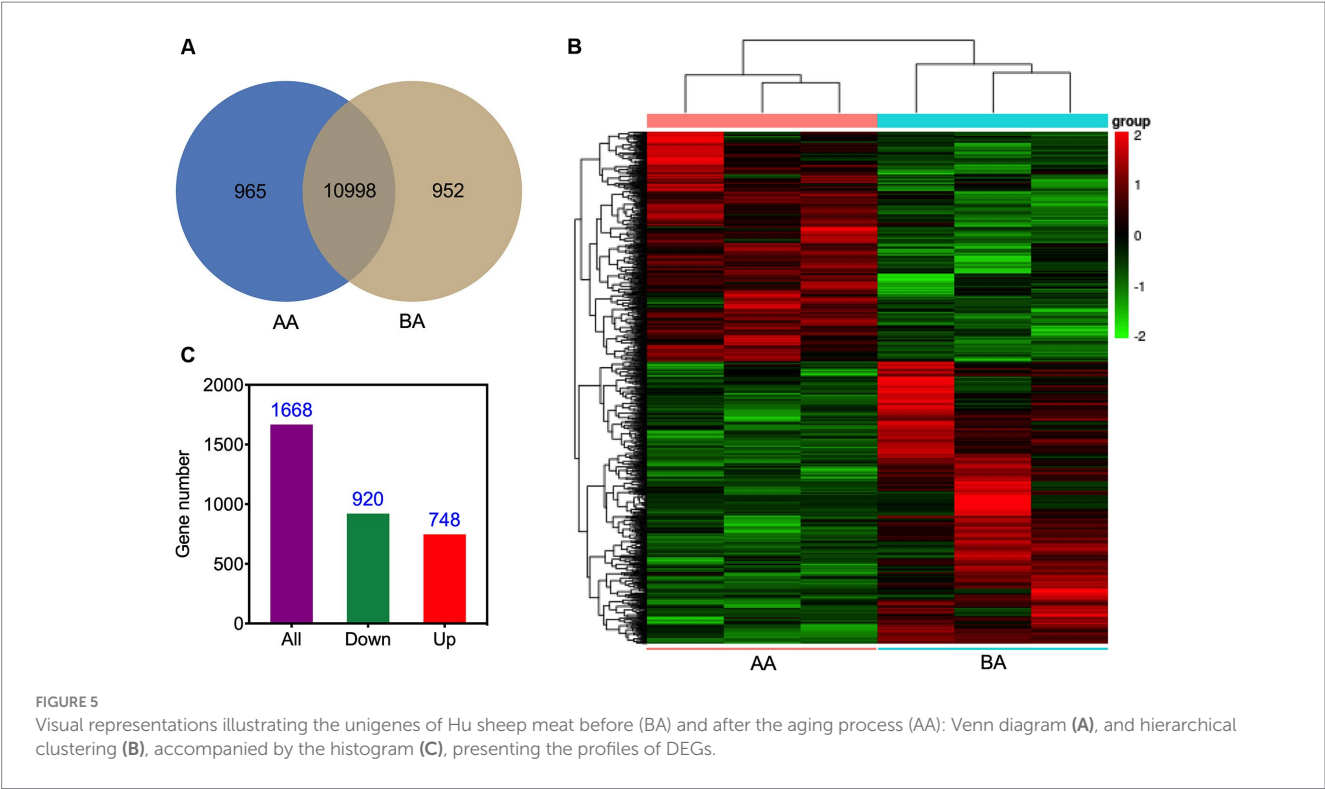 A
965
10998
952
AA
BA
B
group
2
1
0
-1
-2
AA
BA
C
Gene number
2000
1500
1000
500
0
1668
920
748
All
Down
Up
FIGURE 5
Visual representations illustrating the unigenes of Hu sheep meat before (BA) and after the aging process (AA): Venn diagram (A), and hierarchical
clustering (B), accompanied by the histogram (C), presenting the profiles of DEGs.